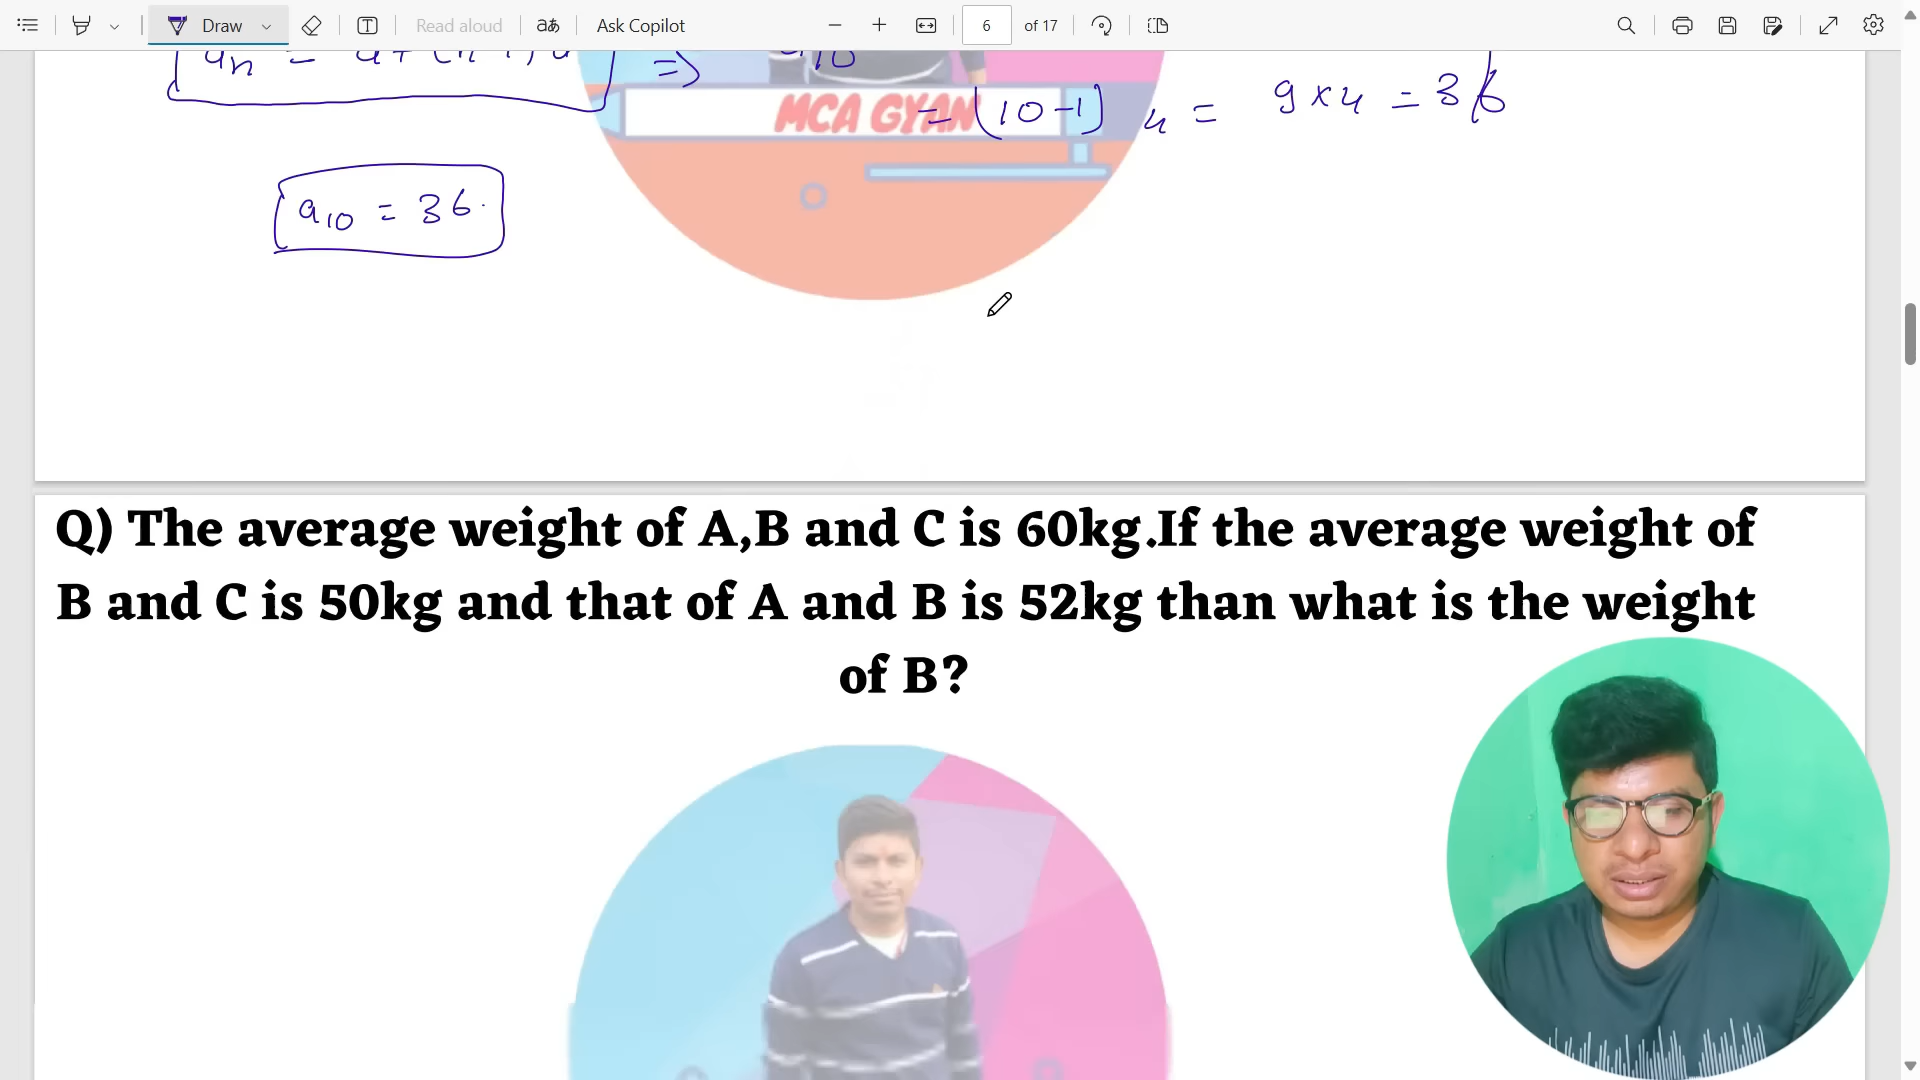 Draw
Read aloud
aあ
Ask Copilot
6
of 17
=>
= (10-1) 4 = 9 x 4 = 36
MCA GYAN
a10 = 36.
Q) The average weight of A,B and C is 60kg.If the average weight of
B and C is 50kg and that of A and B is 52kg than what is the weight
of B?